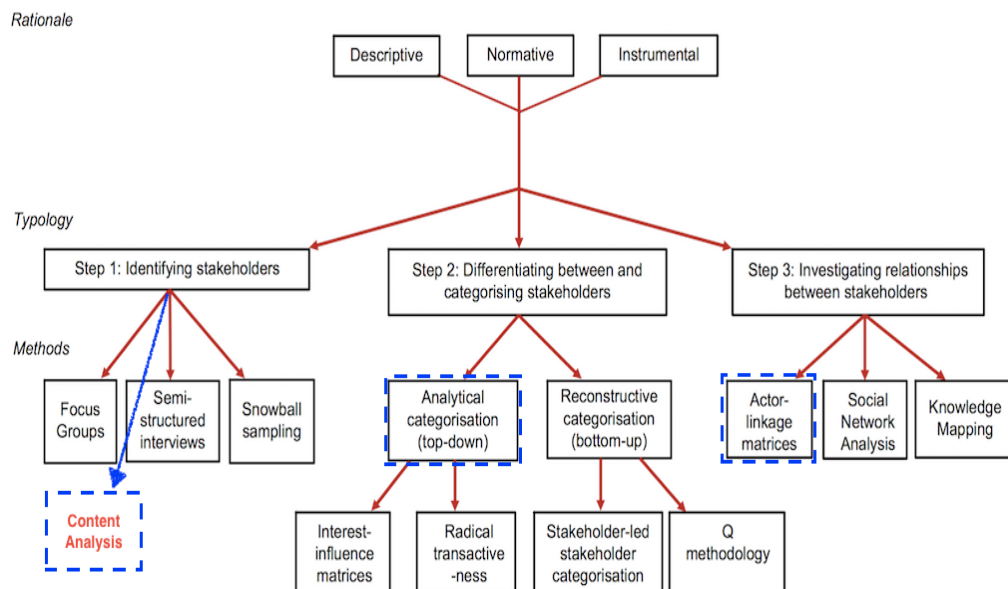 Rationale
Descriptive
Normative
Instrumental
Typology
Step 1: Identifying stakeholders
Step 2: Differentiating between and
categorising stakeholders
Step 3: Investigating relationships
between stakeholders
Methods
Focus
Groups
Semi-
structured
interviews
Snowball
sampling
Analytical
categorisation
(top-down)
Reconstructive
categorisation
(bottom-up)
Actor-
linkage
matrices
Social
Network
Analysis
Knowledge
Mapping
Content
Analysis
Interest-
influence
matrices
Radical
transactive
-ness
Stakeholder-led
stakeholder
categorisation
Q
methodology